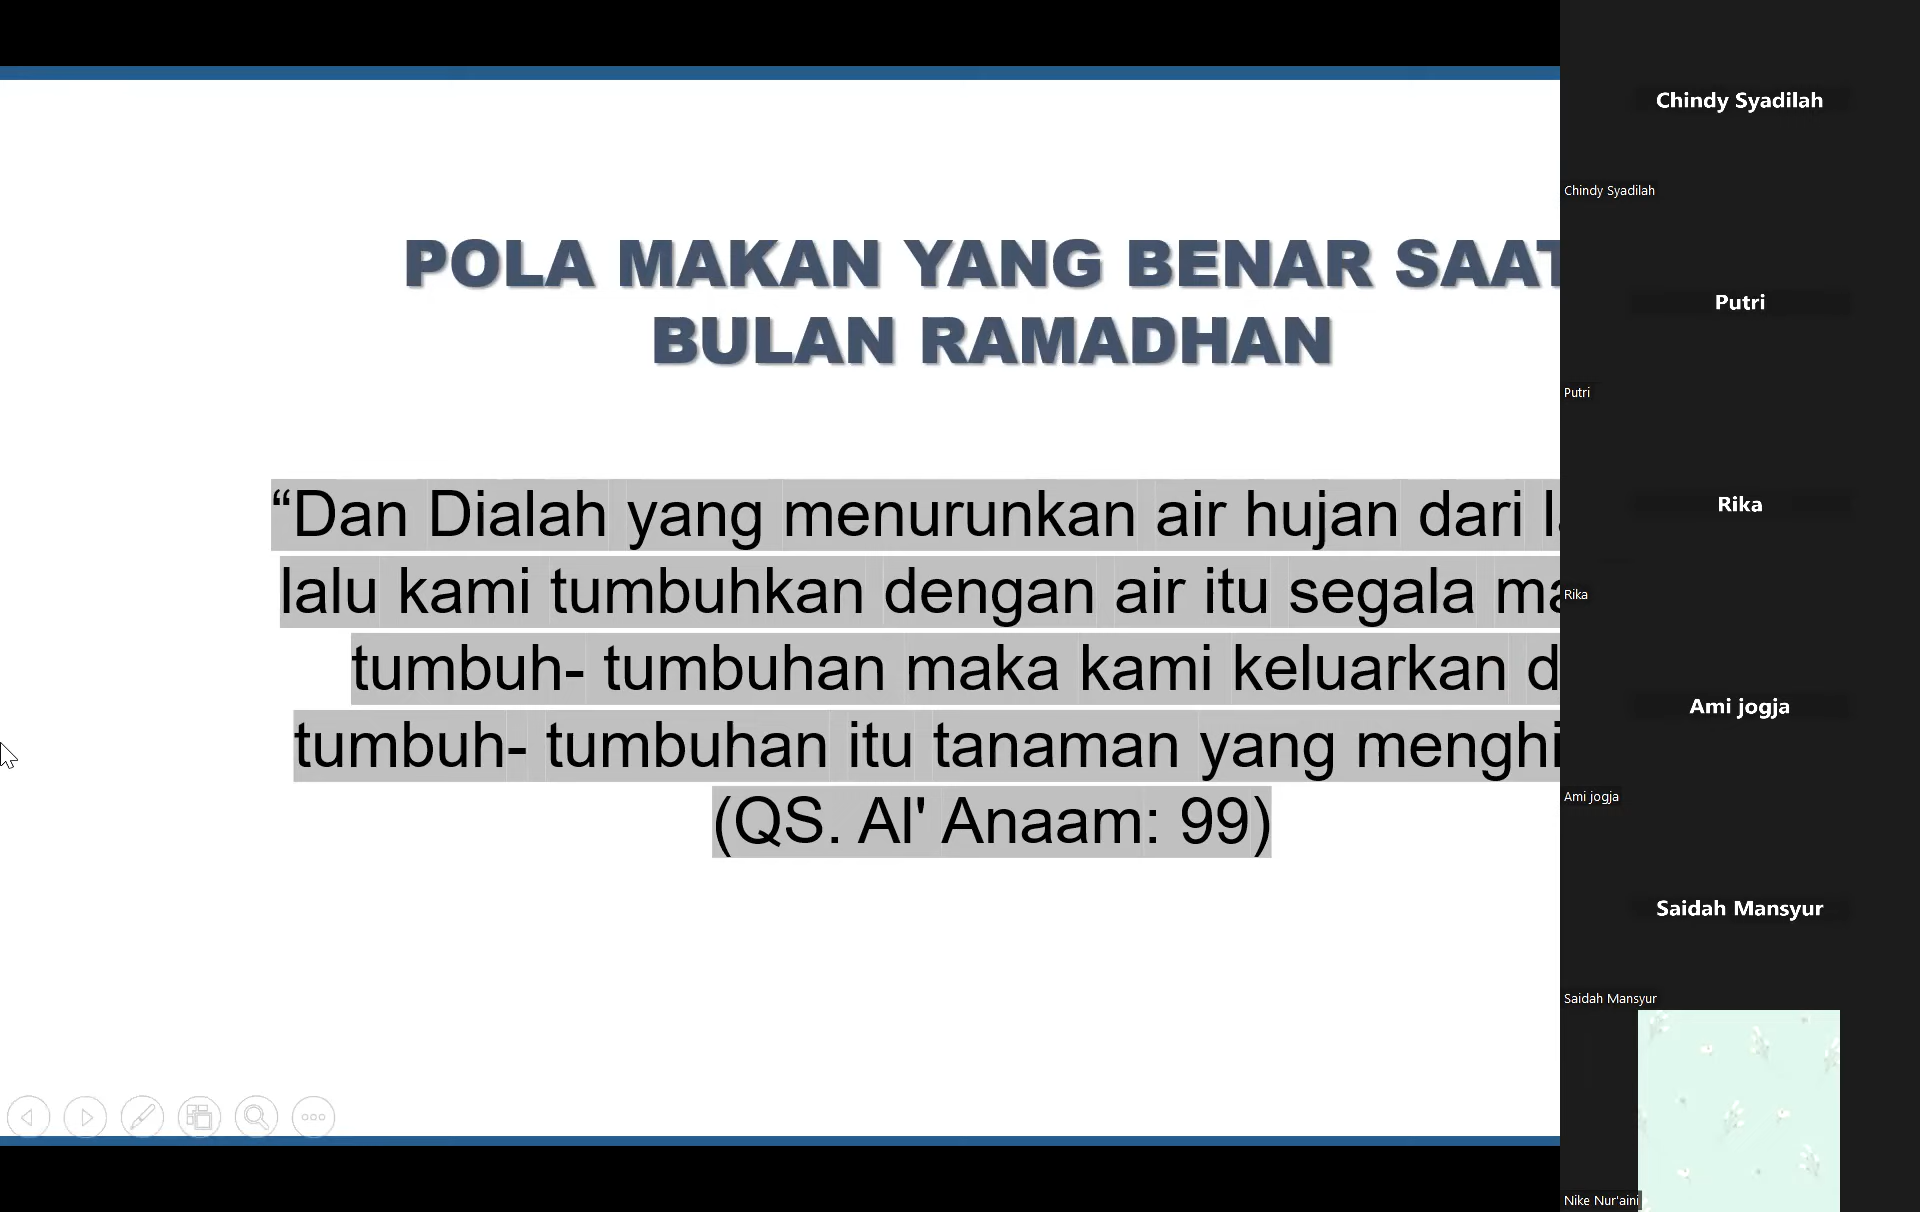 POLA MAKAN YANG BENAR SAAT
BULAN RAMADHAN
“Dan Dialah yang menurunkan air hujan dari
lalu kami tumbuhkan dengan air itu segala
tumbuh- tumbuhan maka kami keluarkan
tumbuh- tumbuhan itu tanaman yang
(QS. Al' Anaam: 99)
Chindy Syadilah
Chindy Syadilah
Putri
Putri
Rika
Rika
Ami jogja
Ami jogja
Saidah Mansyur
Saidah Mansyur
Nike Nur'aini